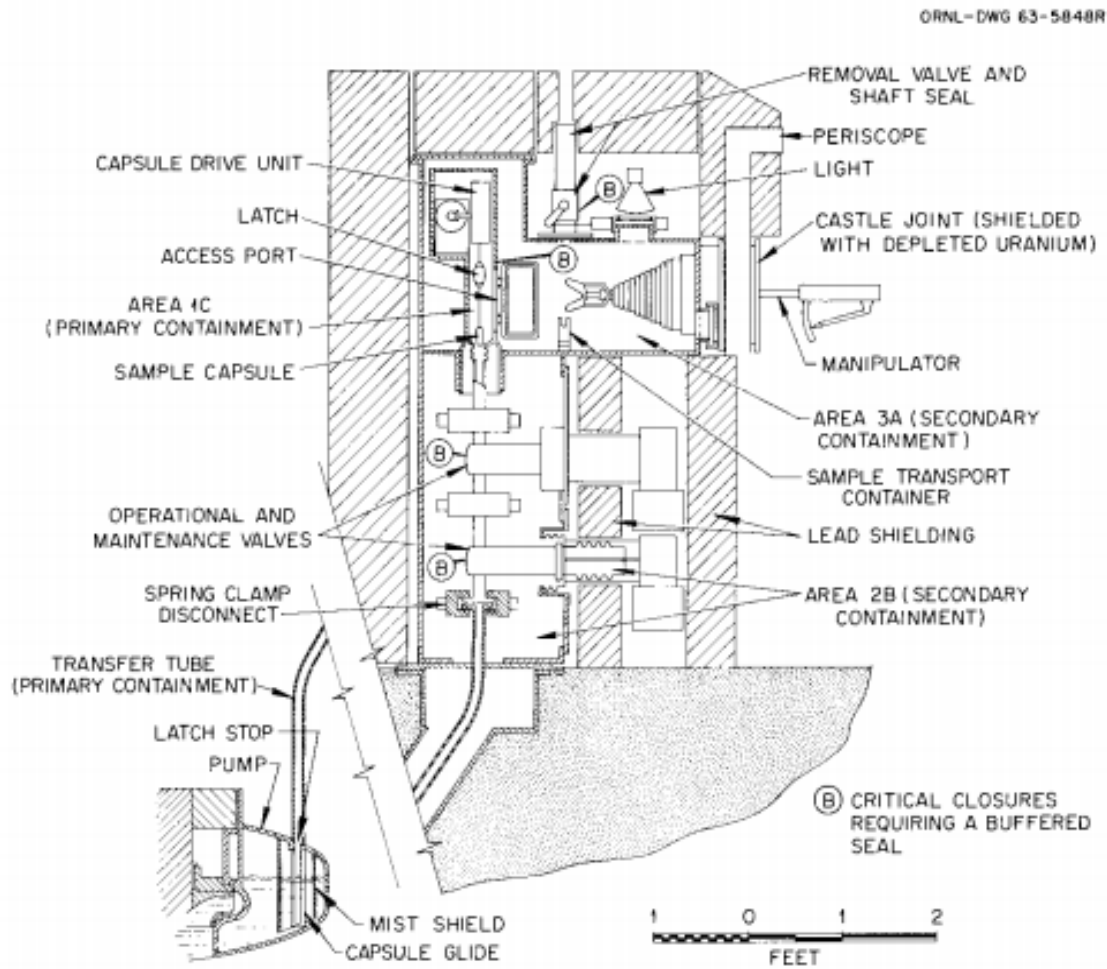 ORNL-DWG 63-5848R
REMOVAL VALVE AND
SHAFT SEAL
PERISCOPE
LIGHT
CASTLE JOINT (SHIELDED
WITH DEPLETED URANIUM)
CAPSULE DRIVE UNIT
LATCH
ACCESS PORT
AREA 1C
(PRIMARY CONTAINMENT)
SAMPLE CAPSULE
B
B
MANIPULATOR
AREA 3A (SECONDARY
CONTAINMENT)
SAMPLE TRANSPORT
CONTAINER
B
OPERATIONAL AND
MAINTENANCE VALVES
LEAD SHIELDING
B
SPRING CLAMP
DISCONNECT
AREA 2B (SECONDARY
CONTAINMENT)
TRANSFER TUBE
(PRIMARY CONTAINMENT)
LATCH STOP
PUMP
B CRITICAL CLOSURES
REQUIRING A BUFFERED
SEAL
MIST SHIELD
CAPSULE GLIDE
1 0 1 2
FEET